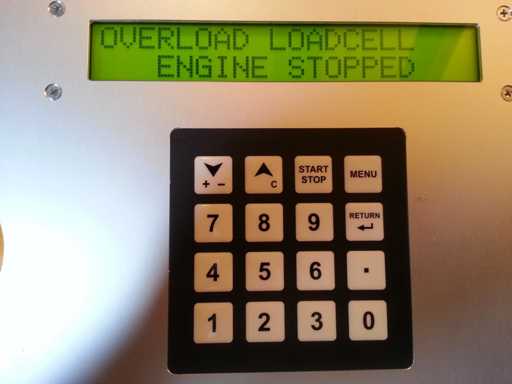 OVERLOAD LOADCELL
ENGINE STOPPED
+ - C START STOP MENU
7 8 9 RETURN
4 5 6 .
1 2 3 0